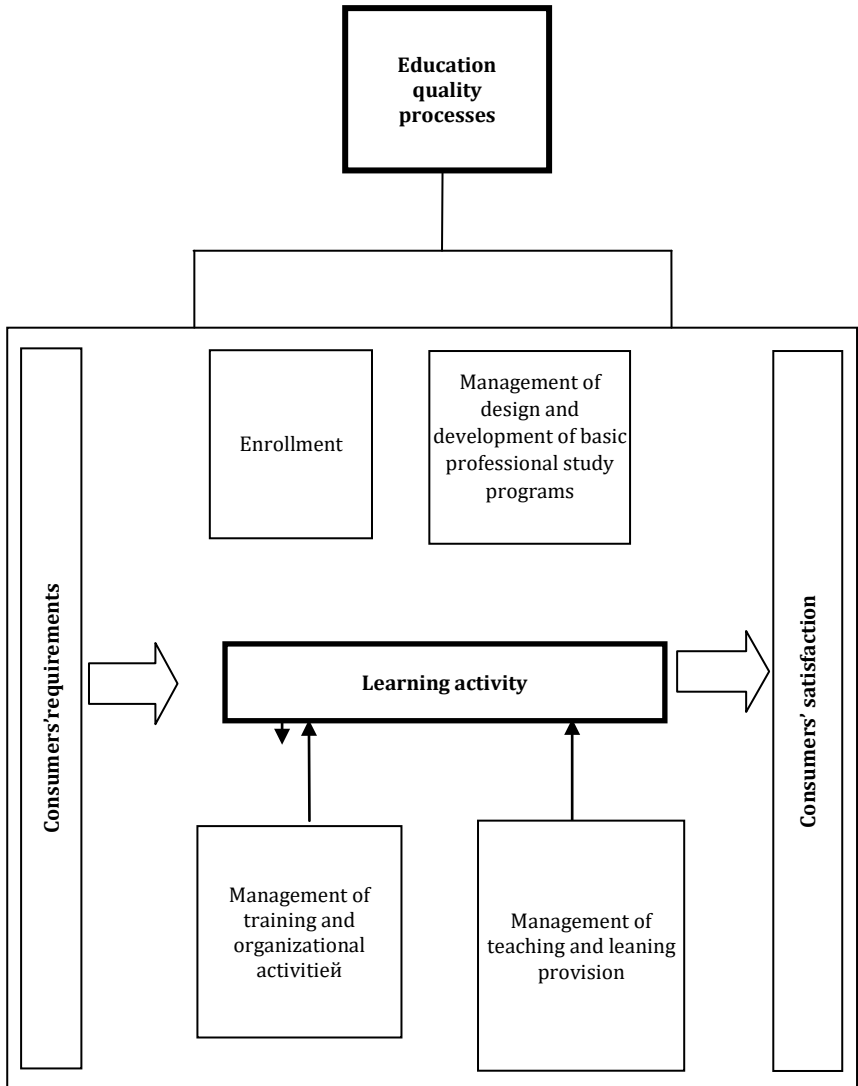 Education
quality
processes
Consumers'requirements
Enrollment
Management of
design and
development of basic
professional study
programs
Learning activity
Management of
training and
organizational
activitieй
Management of
teaching and leaning
provision
Consumers' satisfaction